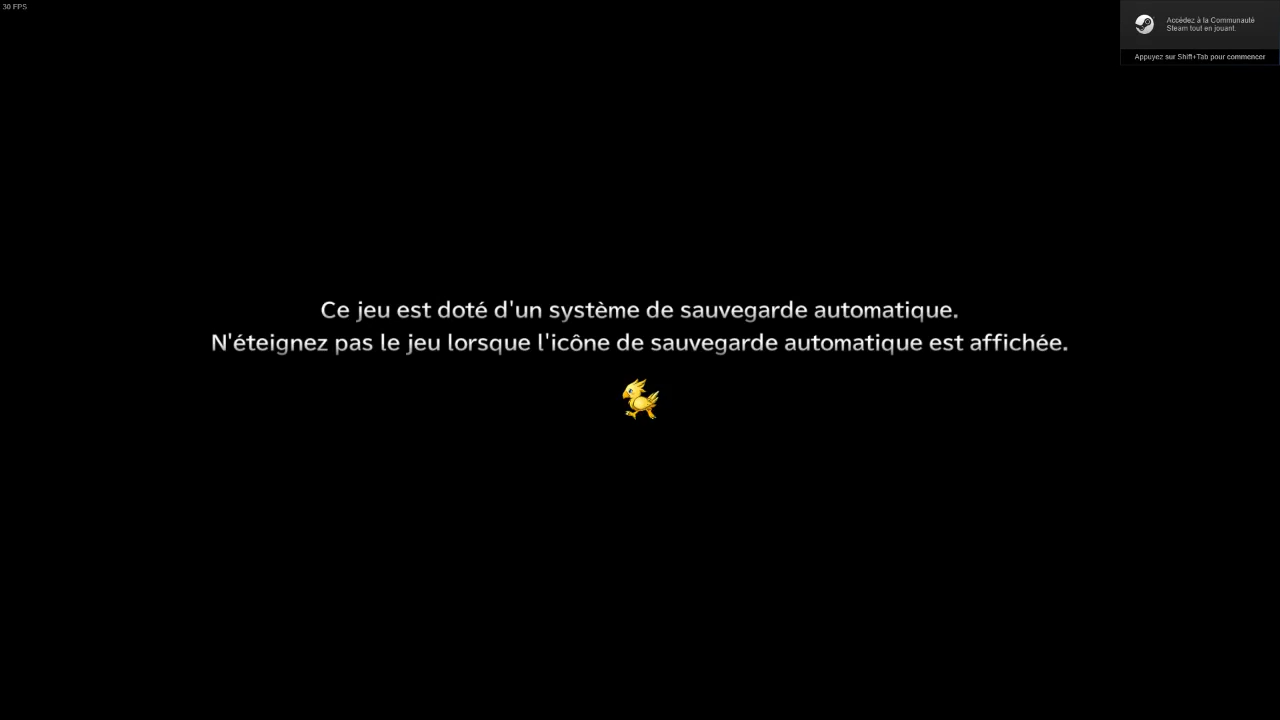 30 FPS
Accédez à la Communauté
Steam tout en jouant.
Appuyez sur Shift+Tab pour commencer
Ce jeu est doté d'un système de sauvegarde automatique.
N'éteignez pas le jeu lorsque l'icône de sauvegarde automatique est affichée.